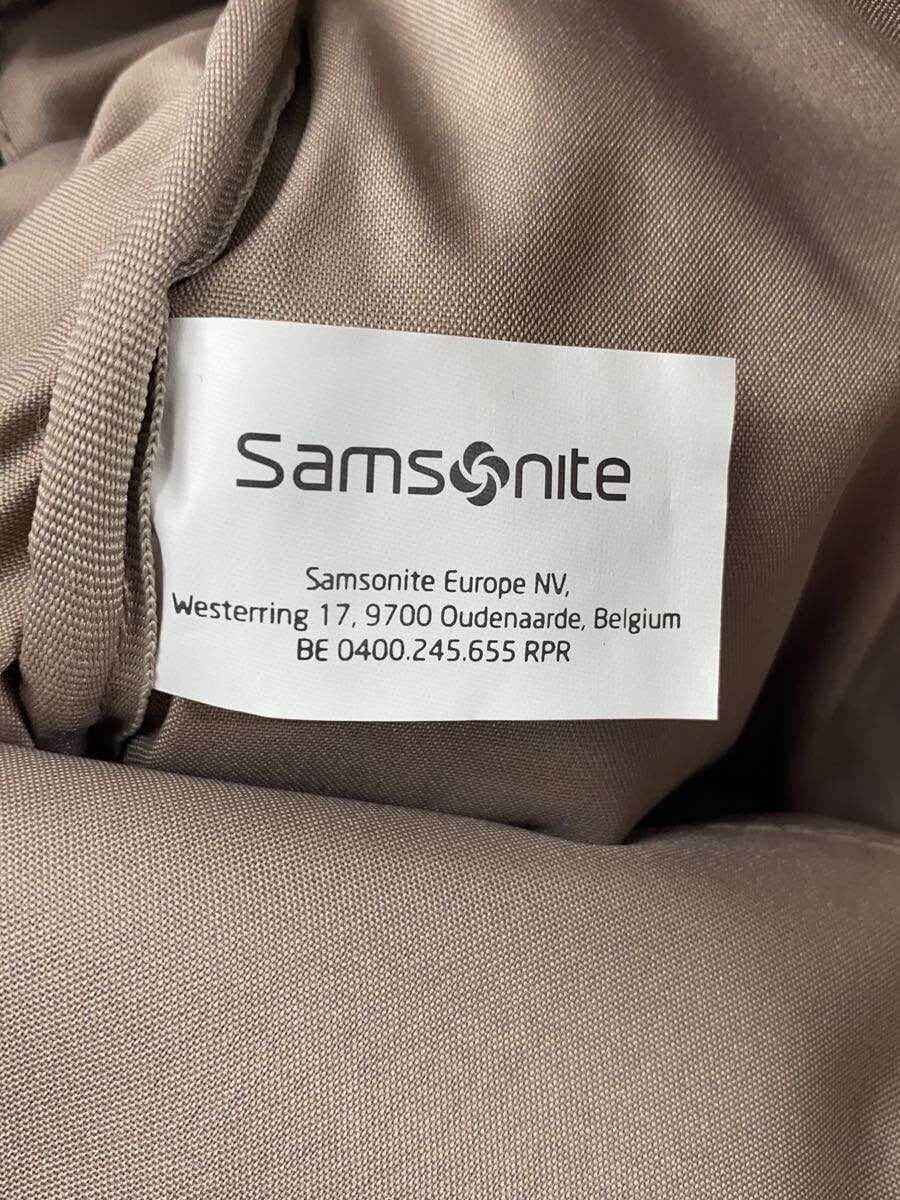 Samsonite
Samsonite Europe NV,
Westerring 17, 9700 Oudenaarde, Belgium
BE 0400.245.655 RPR